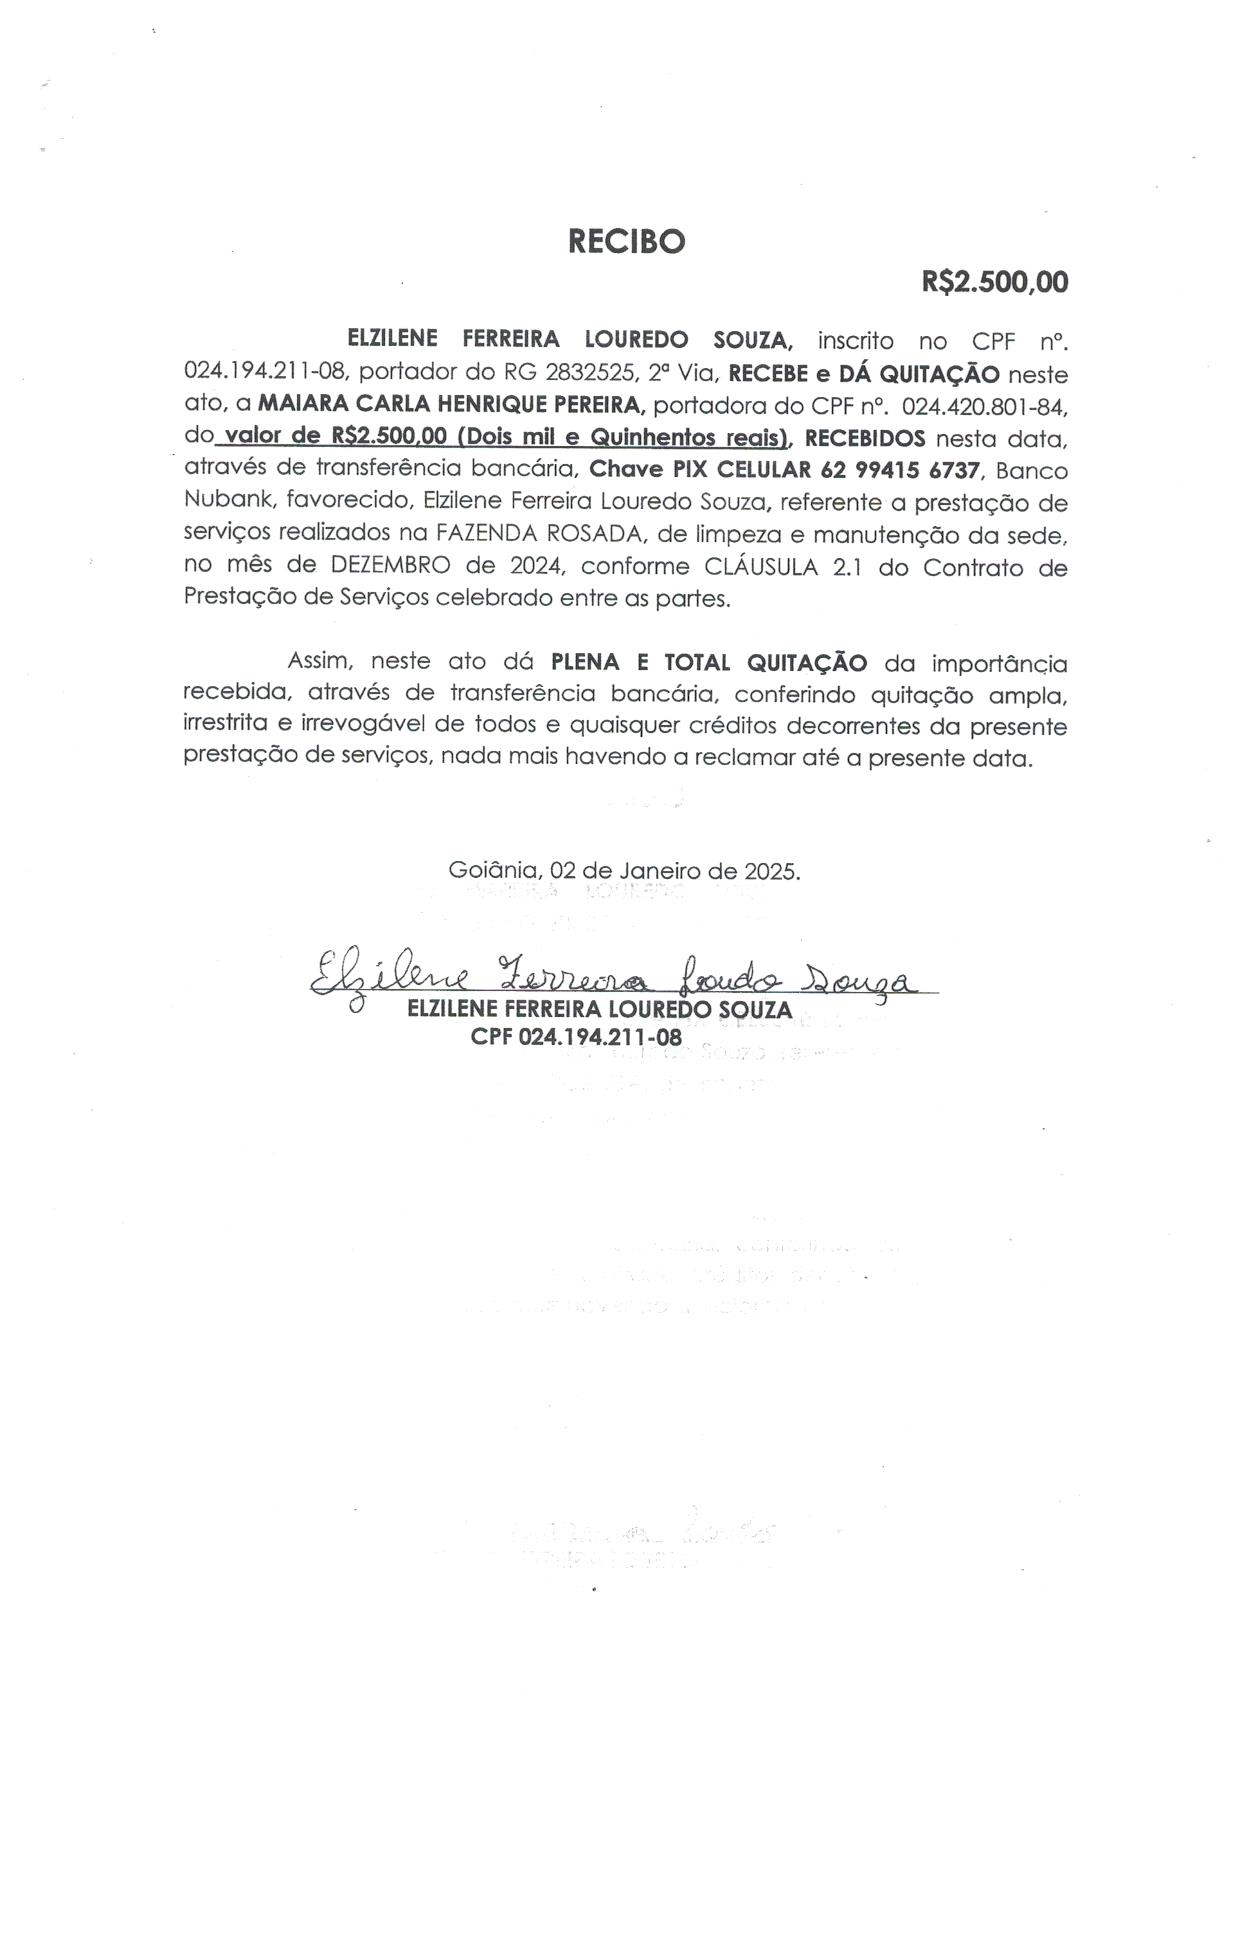 RECIBO
R$2.500,00
ELZILENE FERREIRA LOUREDO SOUZA, inscrito no CPF nº.
024.194.211-08, portador do RG 2832525, 2ª Via, RECEBE e DÁ QUITAÇÃO neste
ato, a MAIARA CARLA HENRIQUE PEREIRA, portadora do CPF nº. 024.420.801-84,
do valor de R$2.500,00 (Dois mil e Quinhentos reais), RECEBIDOS nesta data,
através de transferência bancária, Chave PIX CELULAR 62 99415 6737, Banco
Nubank, favorecido, Elzilene Ferreira Louredo Souza, referente a prestação de
serviços realizados na FAZENDA ROSADA, de limpeza e manutenção da sede,
no mês de DEZEMBRO de 2024, conforme CLÁUSULA 2.1 do Contrato de
Prestação de Serviços celebrado entre as partes.
Assim, neste ato dá PLENA E TOTAL QUITAÇÃO da importância
recebida, através de transferência bancária, conferindo quitação ampla,
irrestrita e irrevogável de todos e quaisquer créditos decorrentes da presente
prestação de serviços, nada mais havendo a reclamar até a presente data.
Goiânia, 02 de Janeiro de 2025.
Elzilene Ferreira Loudo Souza
ELZILENE FERREIRA LOUREDO SOUZA
CPF 024.194.211-08